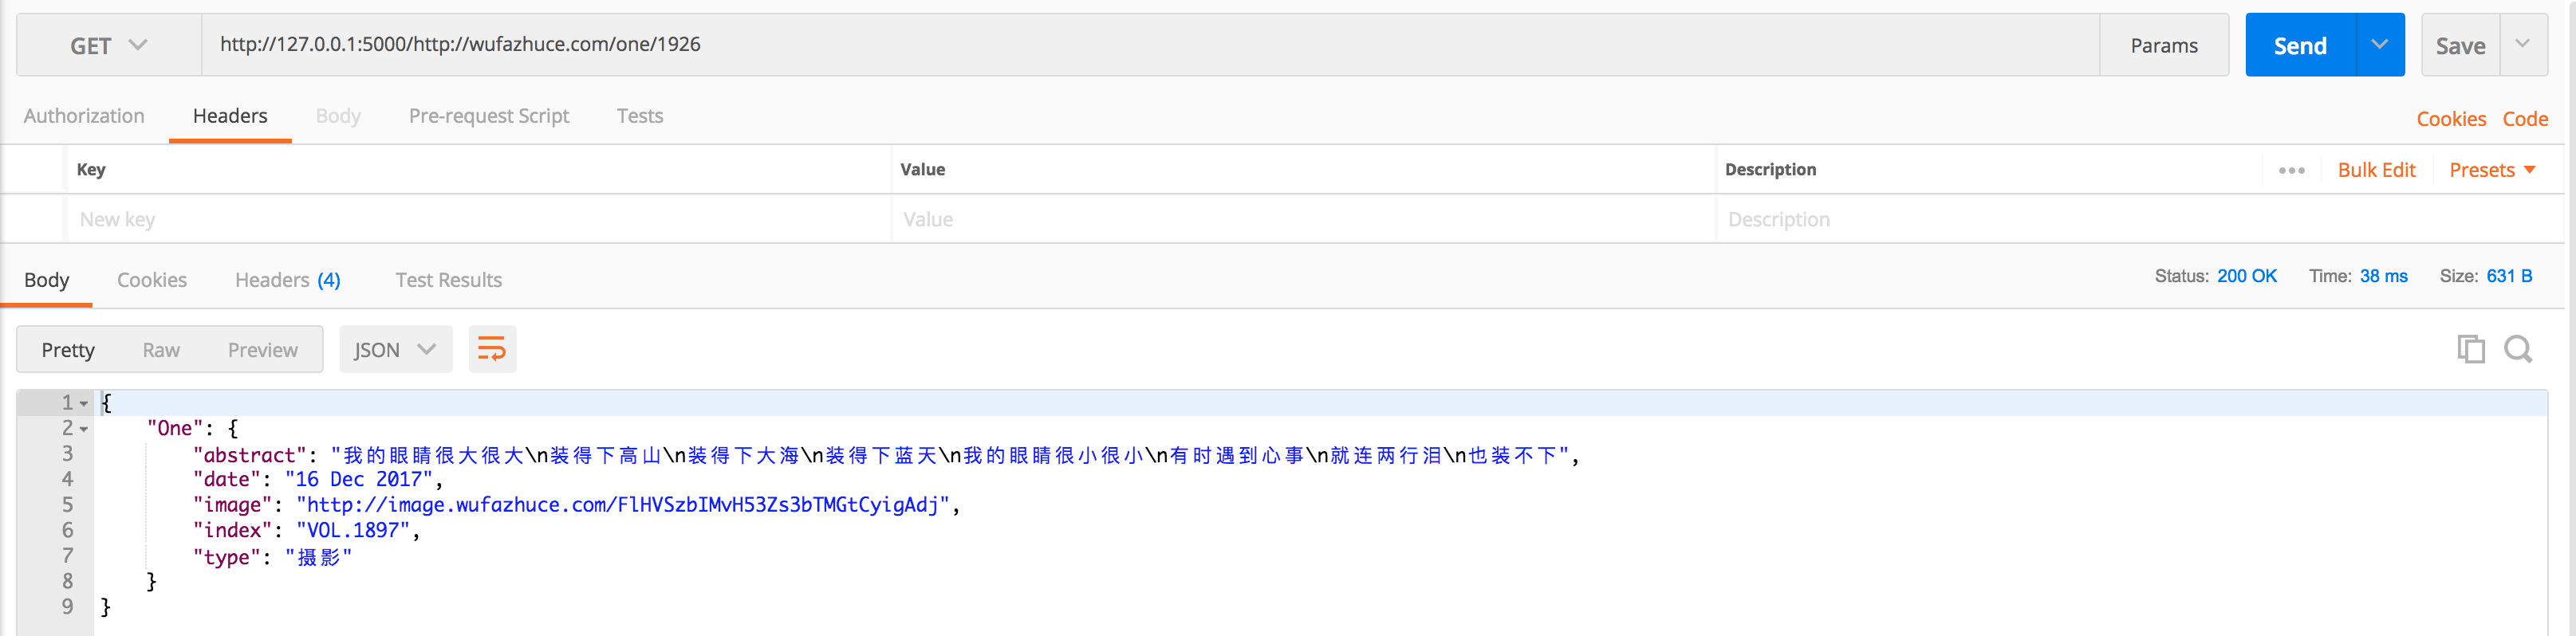 GET http://127.0.0.1:5000/http://wufazhuce.com/one/1926 Params Send Save
Authorization Headers Body Pre-request Script Tests Cookies Code
Key Value Description ••• Bulk Edit Presets
New key Value Description
Body Cookies Headers (4) Test Results Status: 200 OK Time: 38 ms Size: 631 B
Pretty Raw Preview JSON
1 {
2 "One": {
3 "abstract": "我的眼睛很大很大\n装得下高山\n装得下大海\n装得下蓝天\n我的眼睛很小很小\n有时遇到心事\n就连两行泪\n也装不下",
4 "date": "16 Dec 2017",
5 "image": "http://image.wufazhuce.com/FlHVSzbIMvH53Zs3bTMGtCyigAdj",
6 "index": "VOL.1897",
7 "type": "摄影"
8 }
9 }